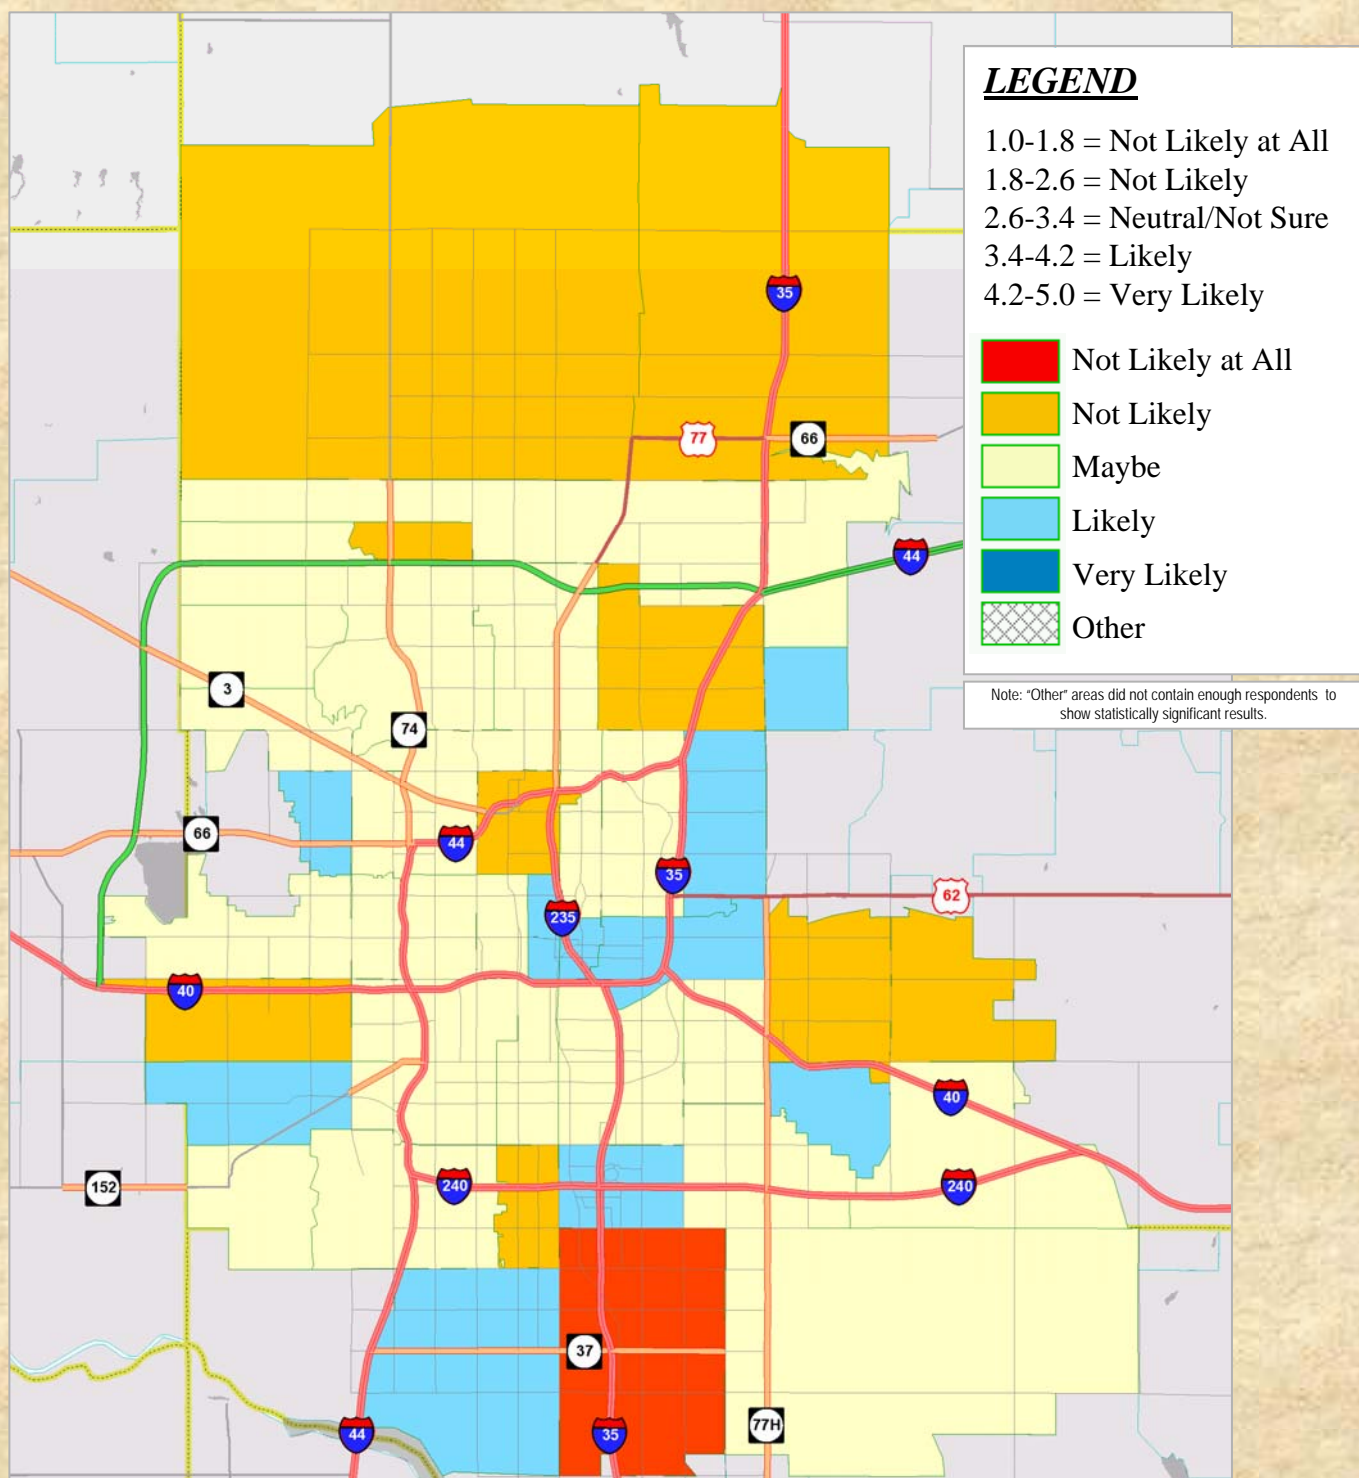 LEGEND
1.0-1.8 = Not Likely at All
1.8-2.6 = Not Likely
2.6-3.4 = Neutral/Not Sure
3.4-4.2 = Likely
4.2-5.0 = Very Likely
Not Likely at All
Not Likely
Maybe
Likely
Very Likely
Other
Note: "Other" areas did not contain enough respondents to
show statistically significant results.
35
77
66
44
3
74
66
44
35
62
235
40
40
152
240
240
37
77H
44
35